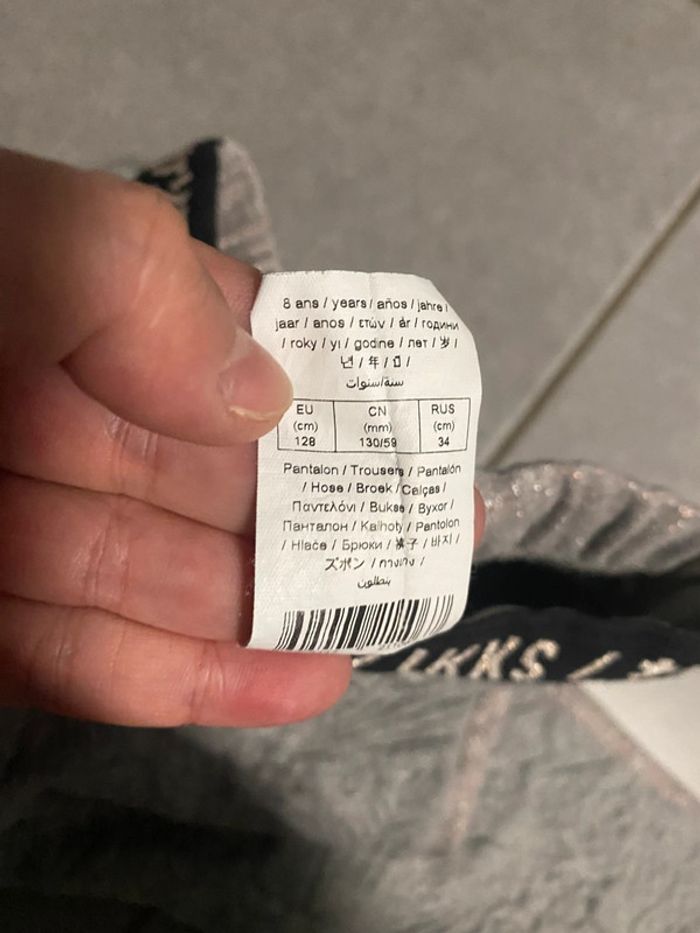 8 ans / years / años / jahre /
jaar / anos / ετών / år / години
/ roky / yı / godine / лет / 岁 /
년 / 年 / ปี /
سنة/سنوات
EU CN RUS
(cm) (mm) (cm)
128 130/59 34
Pantalon / Trousers / Pantalón
/ Hose / Broek / Calças /
Παντελόνι / Bukse / Byxor /
Панталон / Kalhoty / Pantolon
/ Hlače / Брюки / 裤子 / 바지 /
ズボン / กางเกง /
بنطلون
IKKS /